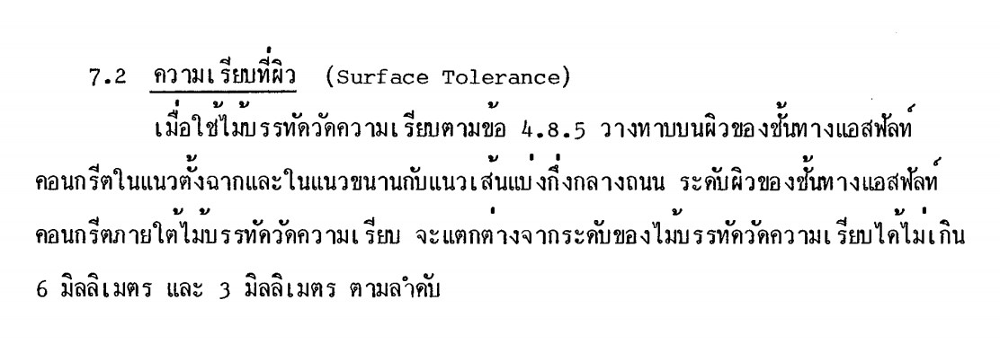 7.2 ความเรียบที่ผิว (Surface Tolerance)
เมื่อใช้ไม้บรรทัดวัดความเรียบตามข้อ 4.8.5 วางทาบบนผิวของชั้นทางแอสฟัลท์
คอนกรีตในแนวตั้งฉากและในแนวขนานกับแนวเส้นแบ่งกึ่งกลางถนน ระดับผิวของชั้นทางแอสฟัลท์
คอนกรีตภายใต้ไม้บรรทัดวัดความเรียบ จะแตกต่างจากระดับของไม้บรรทัดวัดความเรียบได้ไม่เกิน
6 มิลลิเมตร และ 3 มิลลิเมตร ตามลำดับ